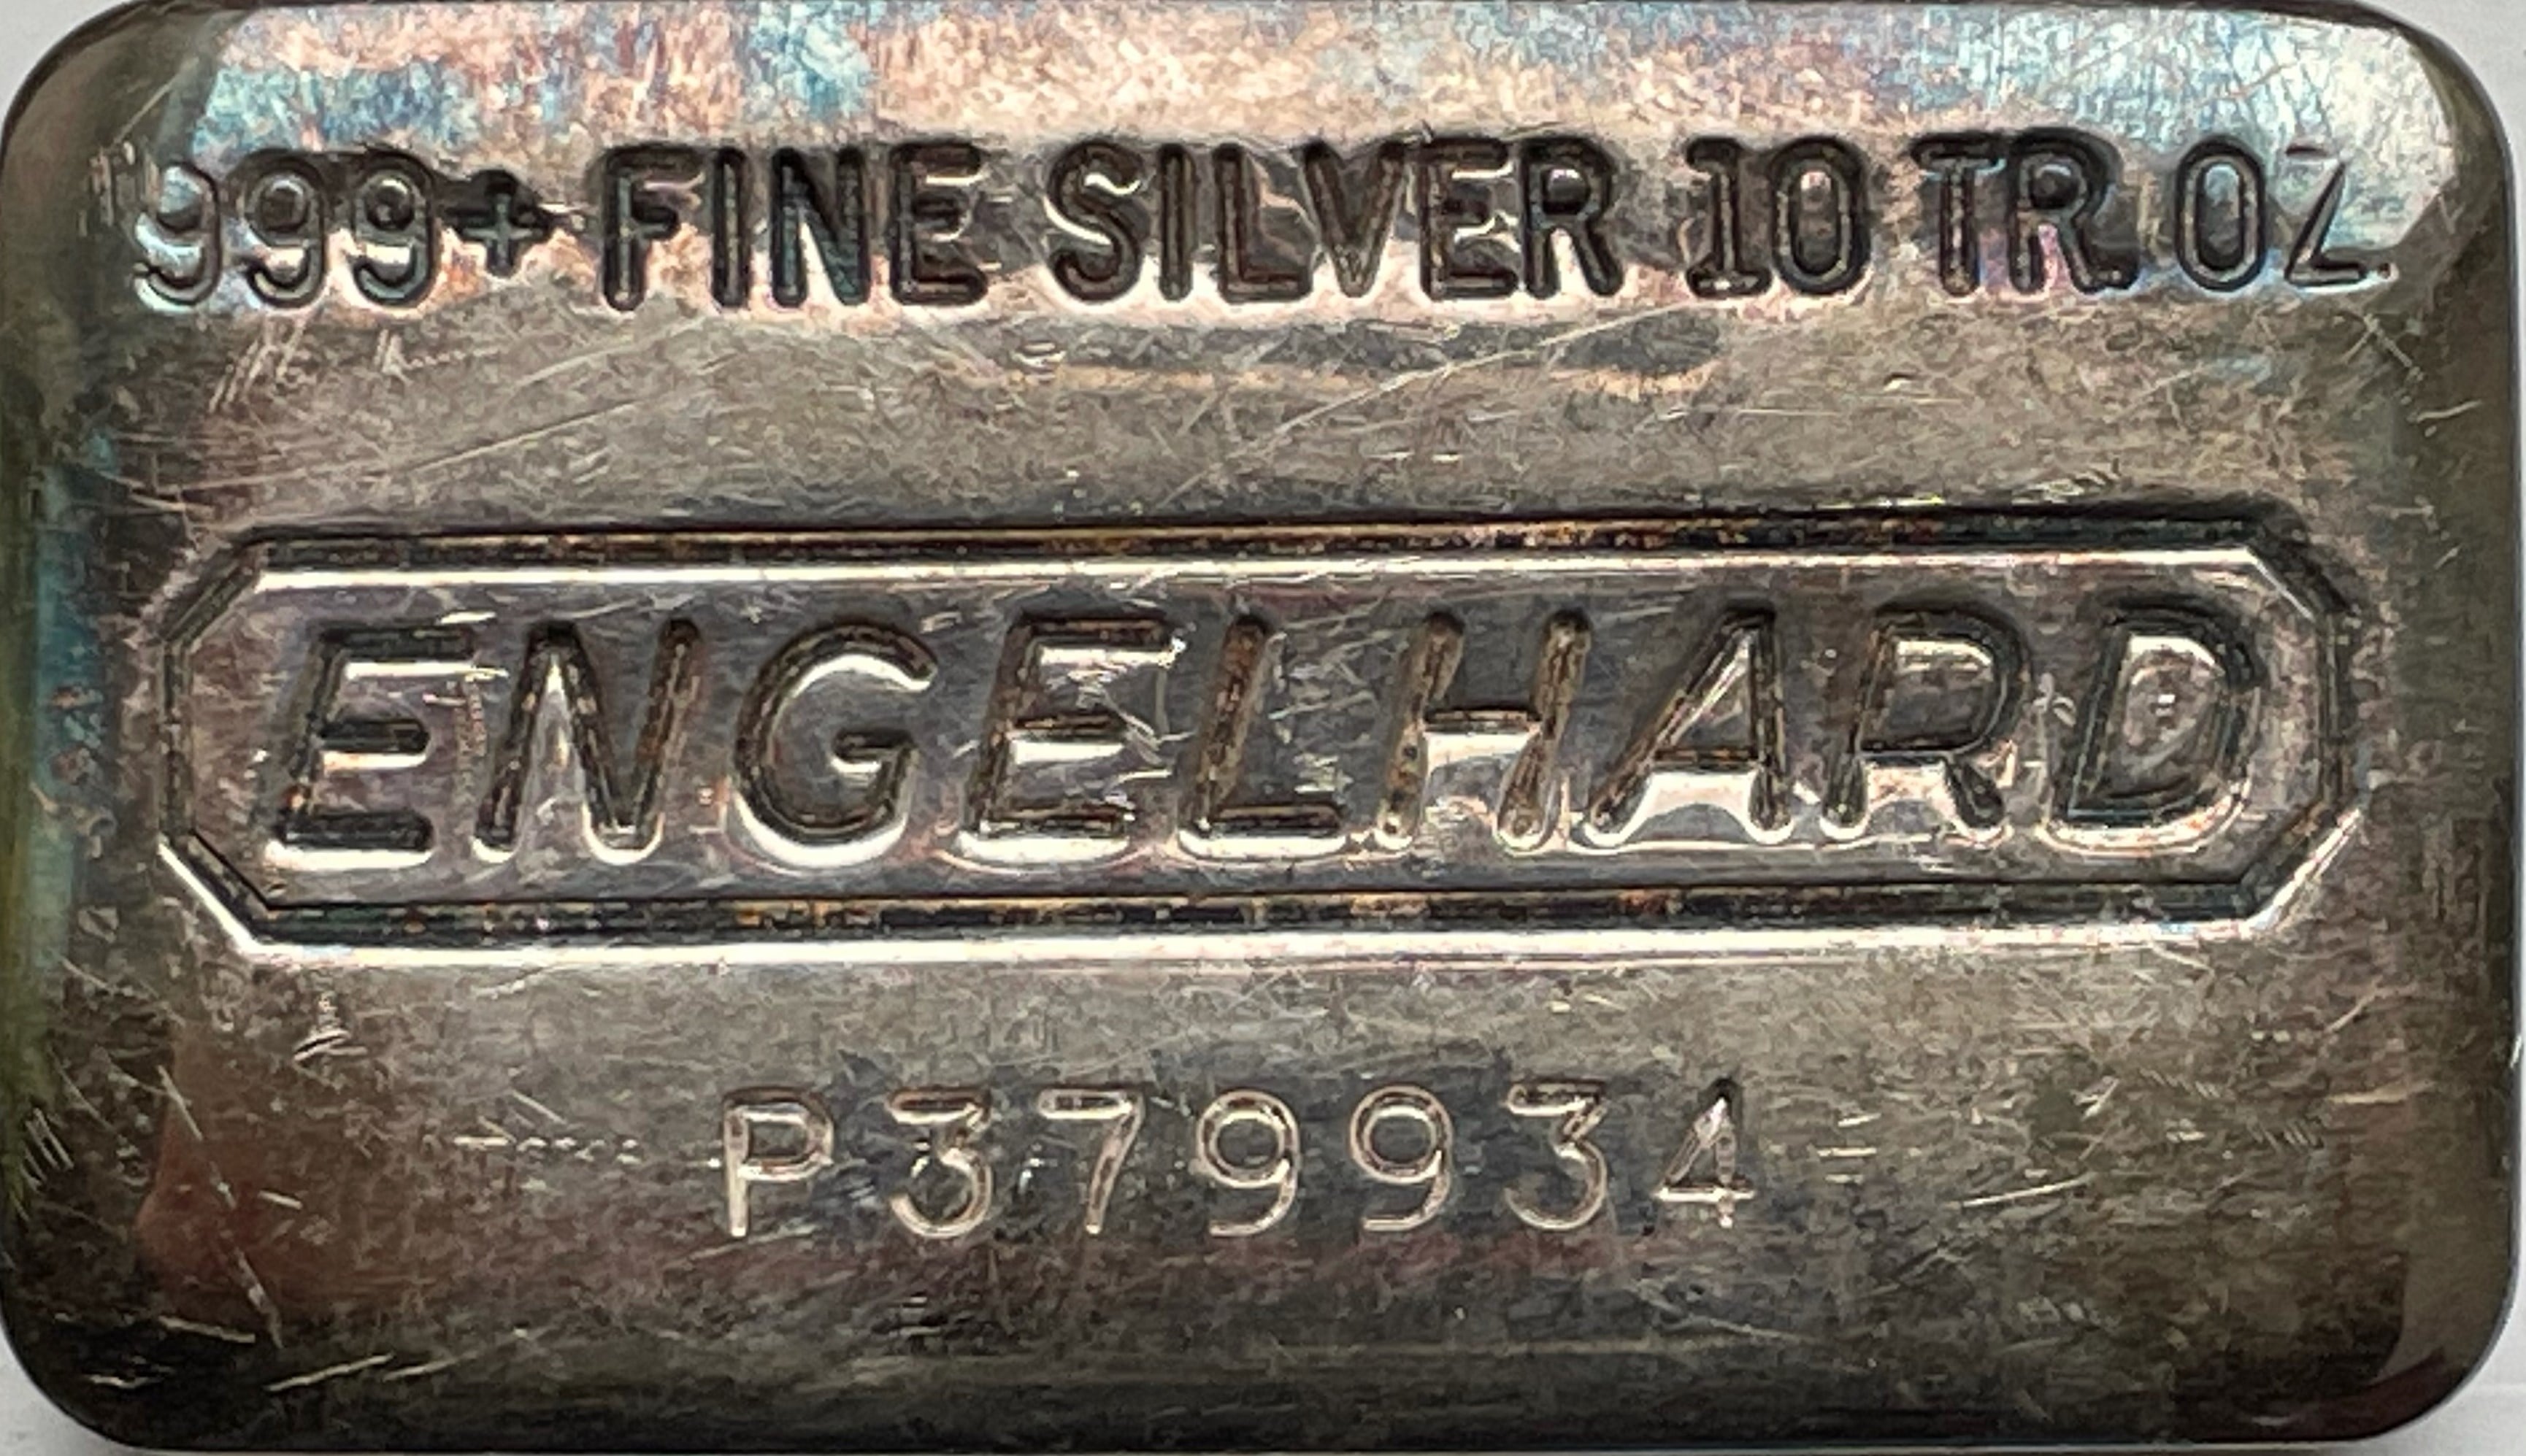 999+ FINE SILVER 10 TR. OZ.
ENGELHARD
P379934